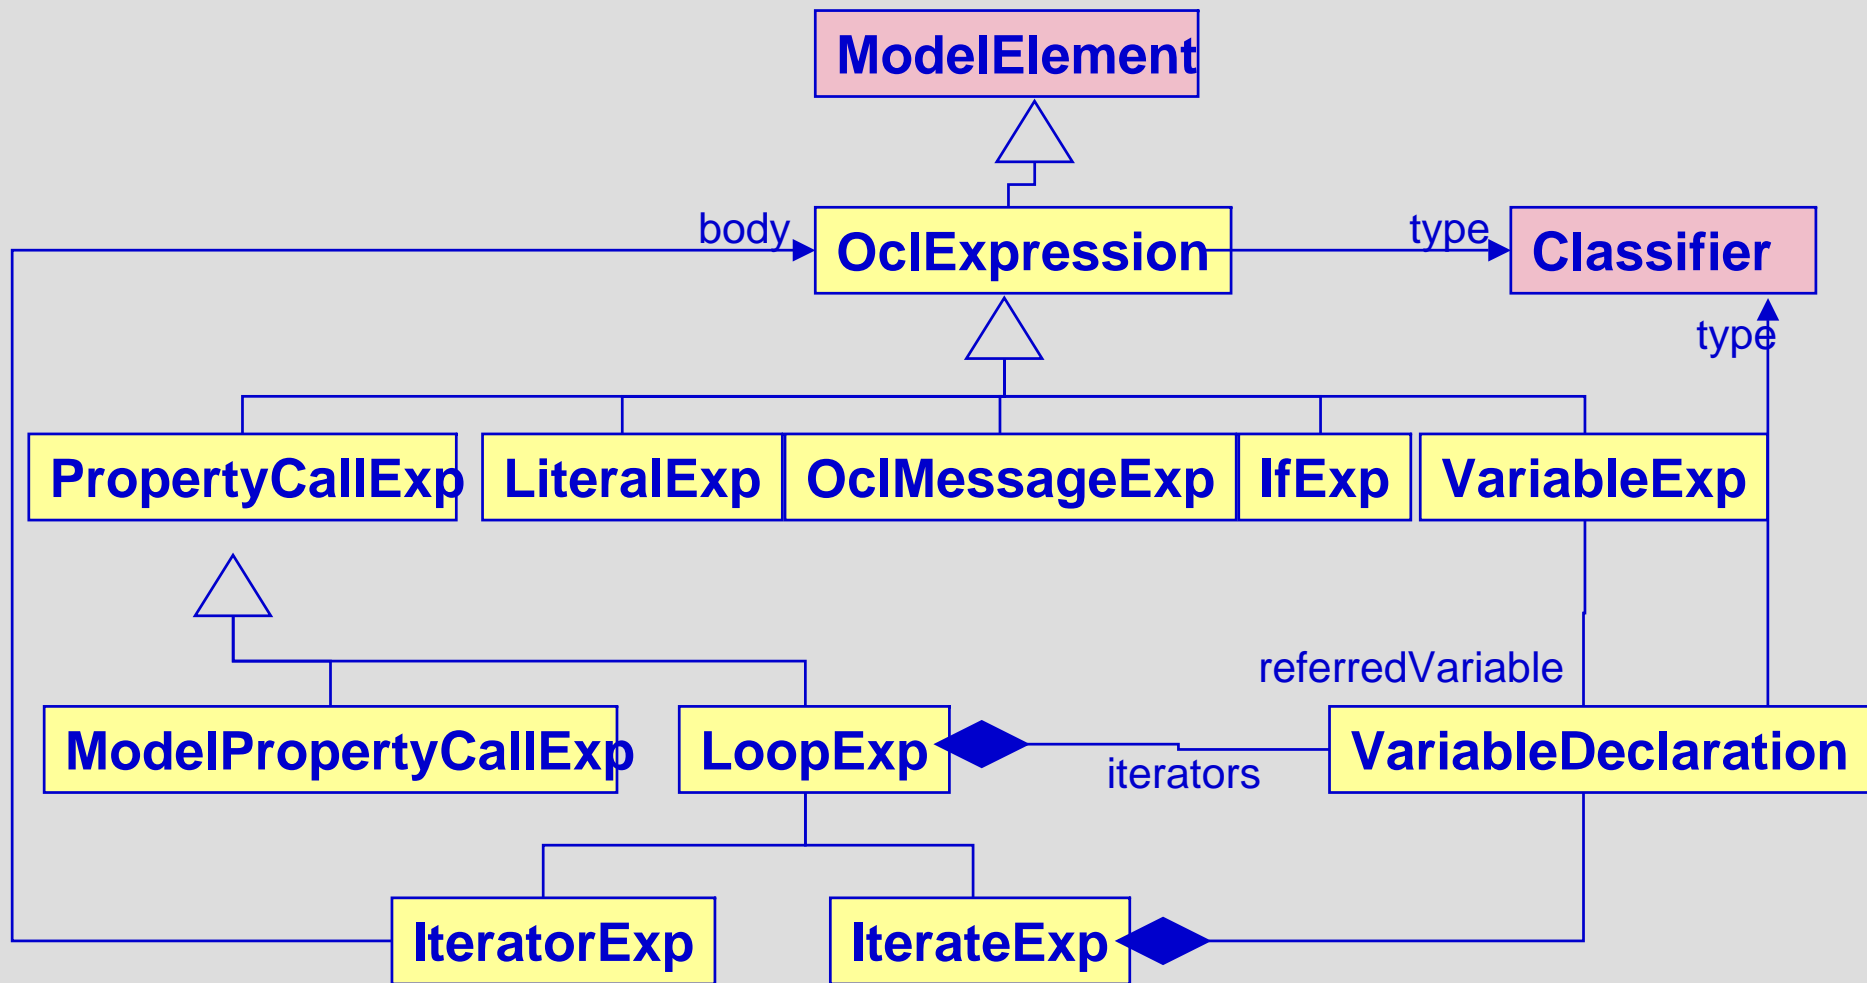 ModelElement
body
OclExpression
type
Classifier
type
PropertyCallExp
LiteralExp
OclMessageExp
IfExp
VariableExp
referredVariable
ModelPropertyCallExp
LoopExp
iterators
VariableDeclaration
IteratorExp
IterateExp